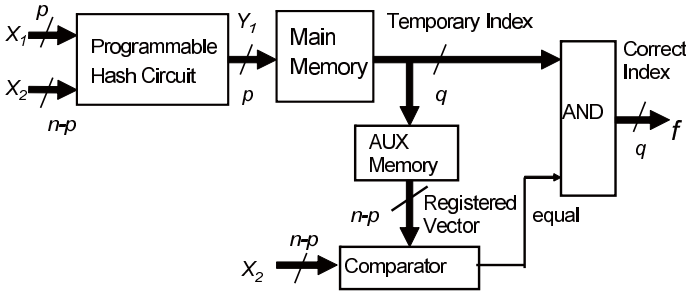 p
X1
X2
n-p
Programmable
Hash Circuit
Y1
p
Main
Memory
Temporary Index
q
AUX
Memory
n-p
Registered
Vector
X2
n-p
Comparator
equal
AND
Correct
Index
q
f